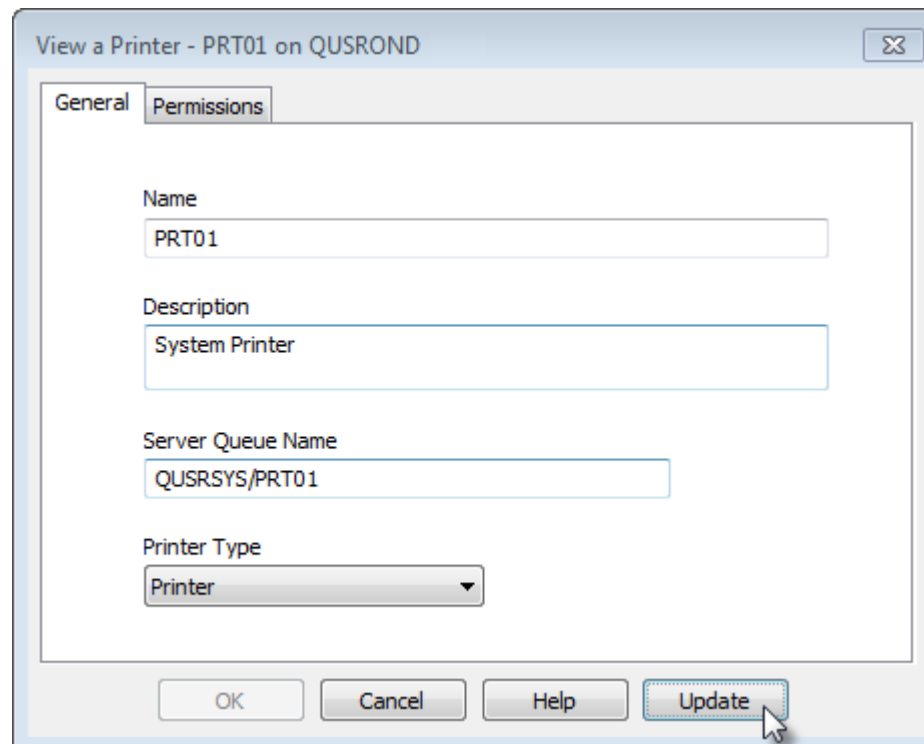 View a Printer - PRT01 on QUSROND
General Permissions
Name
PRT01
Description
System Printer
Server Queue Name
QUSRSYS/PRT01
Printer Type
Printer
OK Cancel Help Update